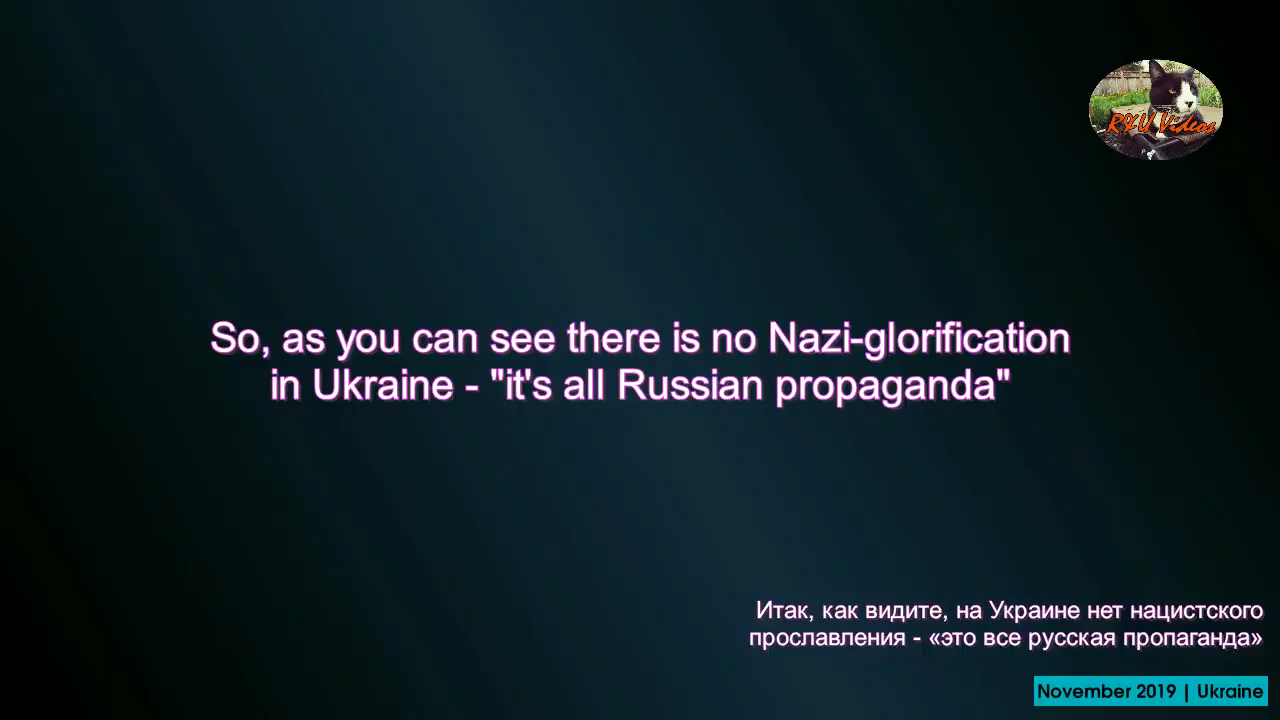 R&U Videos
So, as you can see there is no Nazi-glorification
in Ukraine - "it's all Russian propaganda"
Итак, как видите, на Украине нет нацистского
прославления - «это все русская пропаганда»
November 2019 | Ukraine